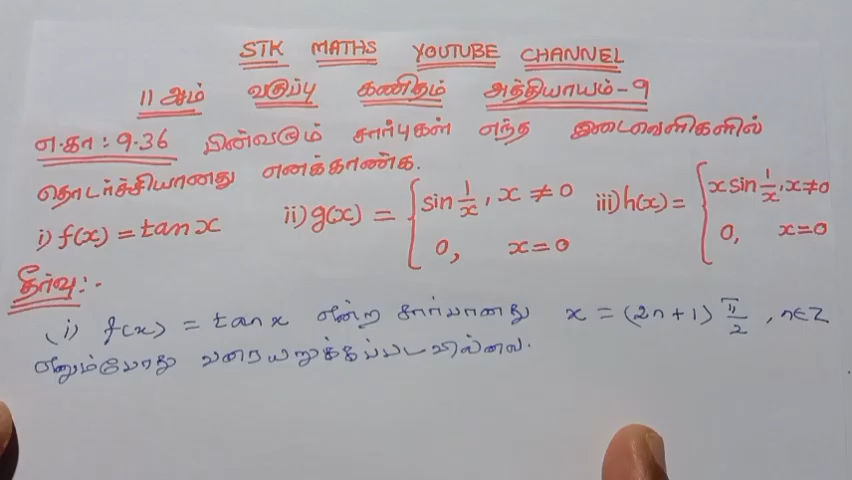 STK MATHS YOUTUBE CHANNEL
11 ஆம் வகுப்பு கணிதம் அத்தியாயம் - 9
எ.கா : 9.36 பின்வரும் சார்புகள் எந்த இடைவெளிகளில்
தொடர்ச்சியானது எனக்காண்க.
i) f(x) = tan x ii) g(x) = { sin 1/x, x ≠ 0 iii) h(x) = { x sin 1/x, x ≠ 0
0, x = 0 0, x = 0
தீர்வு :-
(i) f(x) = tan x என்ற சார்பானது x = (2n+1) π/2, n∈Z
எனும்போது வரையறுக்கப்படவில்லை.